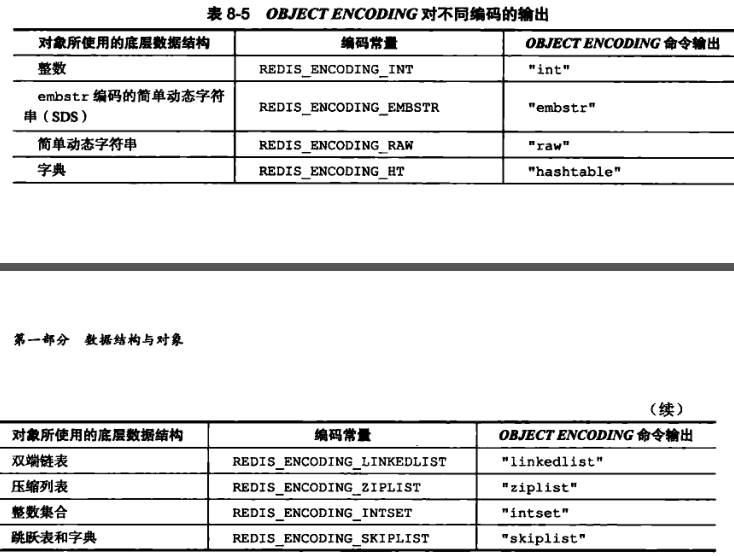 表 8-5 OBJECT ENCODING 对不同编码的输出
对象所使用的底层数据结构 编码常量 OBJECT ENCODING 命令输出
整数 REDIS_ENCODING_INT "int"
embstr 编码的简单动态字符
串（SDS） REDIS_ENCODING_EMBSTR "embstr"
简单动态字符串 REDIS_ENCODING_RAW "raw"
字典 REDIS_ENCODING_HT "hashtable"
第一部分 数据结构与对象
（续）
对象所使用的底层数据结构 编码常量 OBJECT ENCODING 命令输出
双端链表 REDIS_ENCODING_LINKEDLIST "linkedlist"
压缩列表 REDIS_ENCODING_ZIPLIST "ziplist"
整数集合 REDIS_ENCODING_INTSET "intset"
跳跃表和字典 REDIS_ENCODING_SKIPLIST "skiplist"